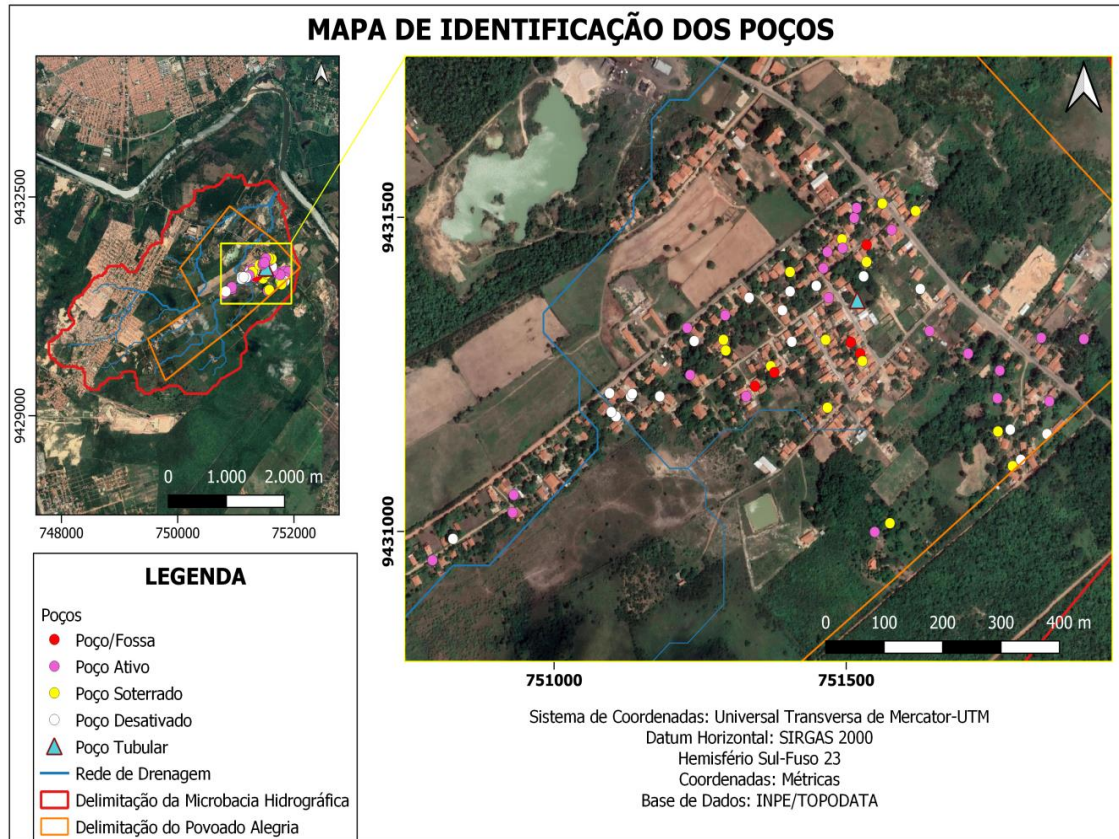 MAPA DE IDENTIFICAÇÃO DOS POÇOS
9432500
9429000
0 1.000 2.000 m
748000 750000 752000
9431500
9431000
0 100 200 300 400 m
751000 751500
LEGENDA
Poços
Poço/Fossa
Poço Ativo
Poço Soterrado
Poço Desativado
Poço Tubular
Rede de Drenagem
Delimitação da Microbacia Hidrográfica
Delimitação do Povoado Alegria
Sistema de Coordenadas: Universal Transversa de Mercator-UTM
Datum Horizontal: SIRGAS 2000
Hemisfério Sul-Fuso 23
Coordenadas: Métricas
Base de Dados: INPE/TOPODATA